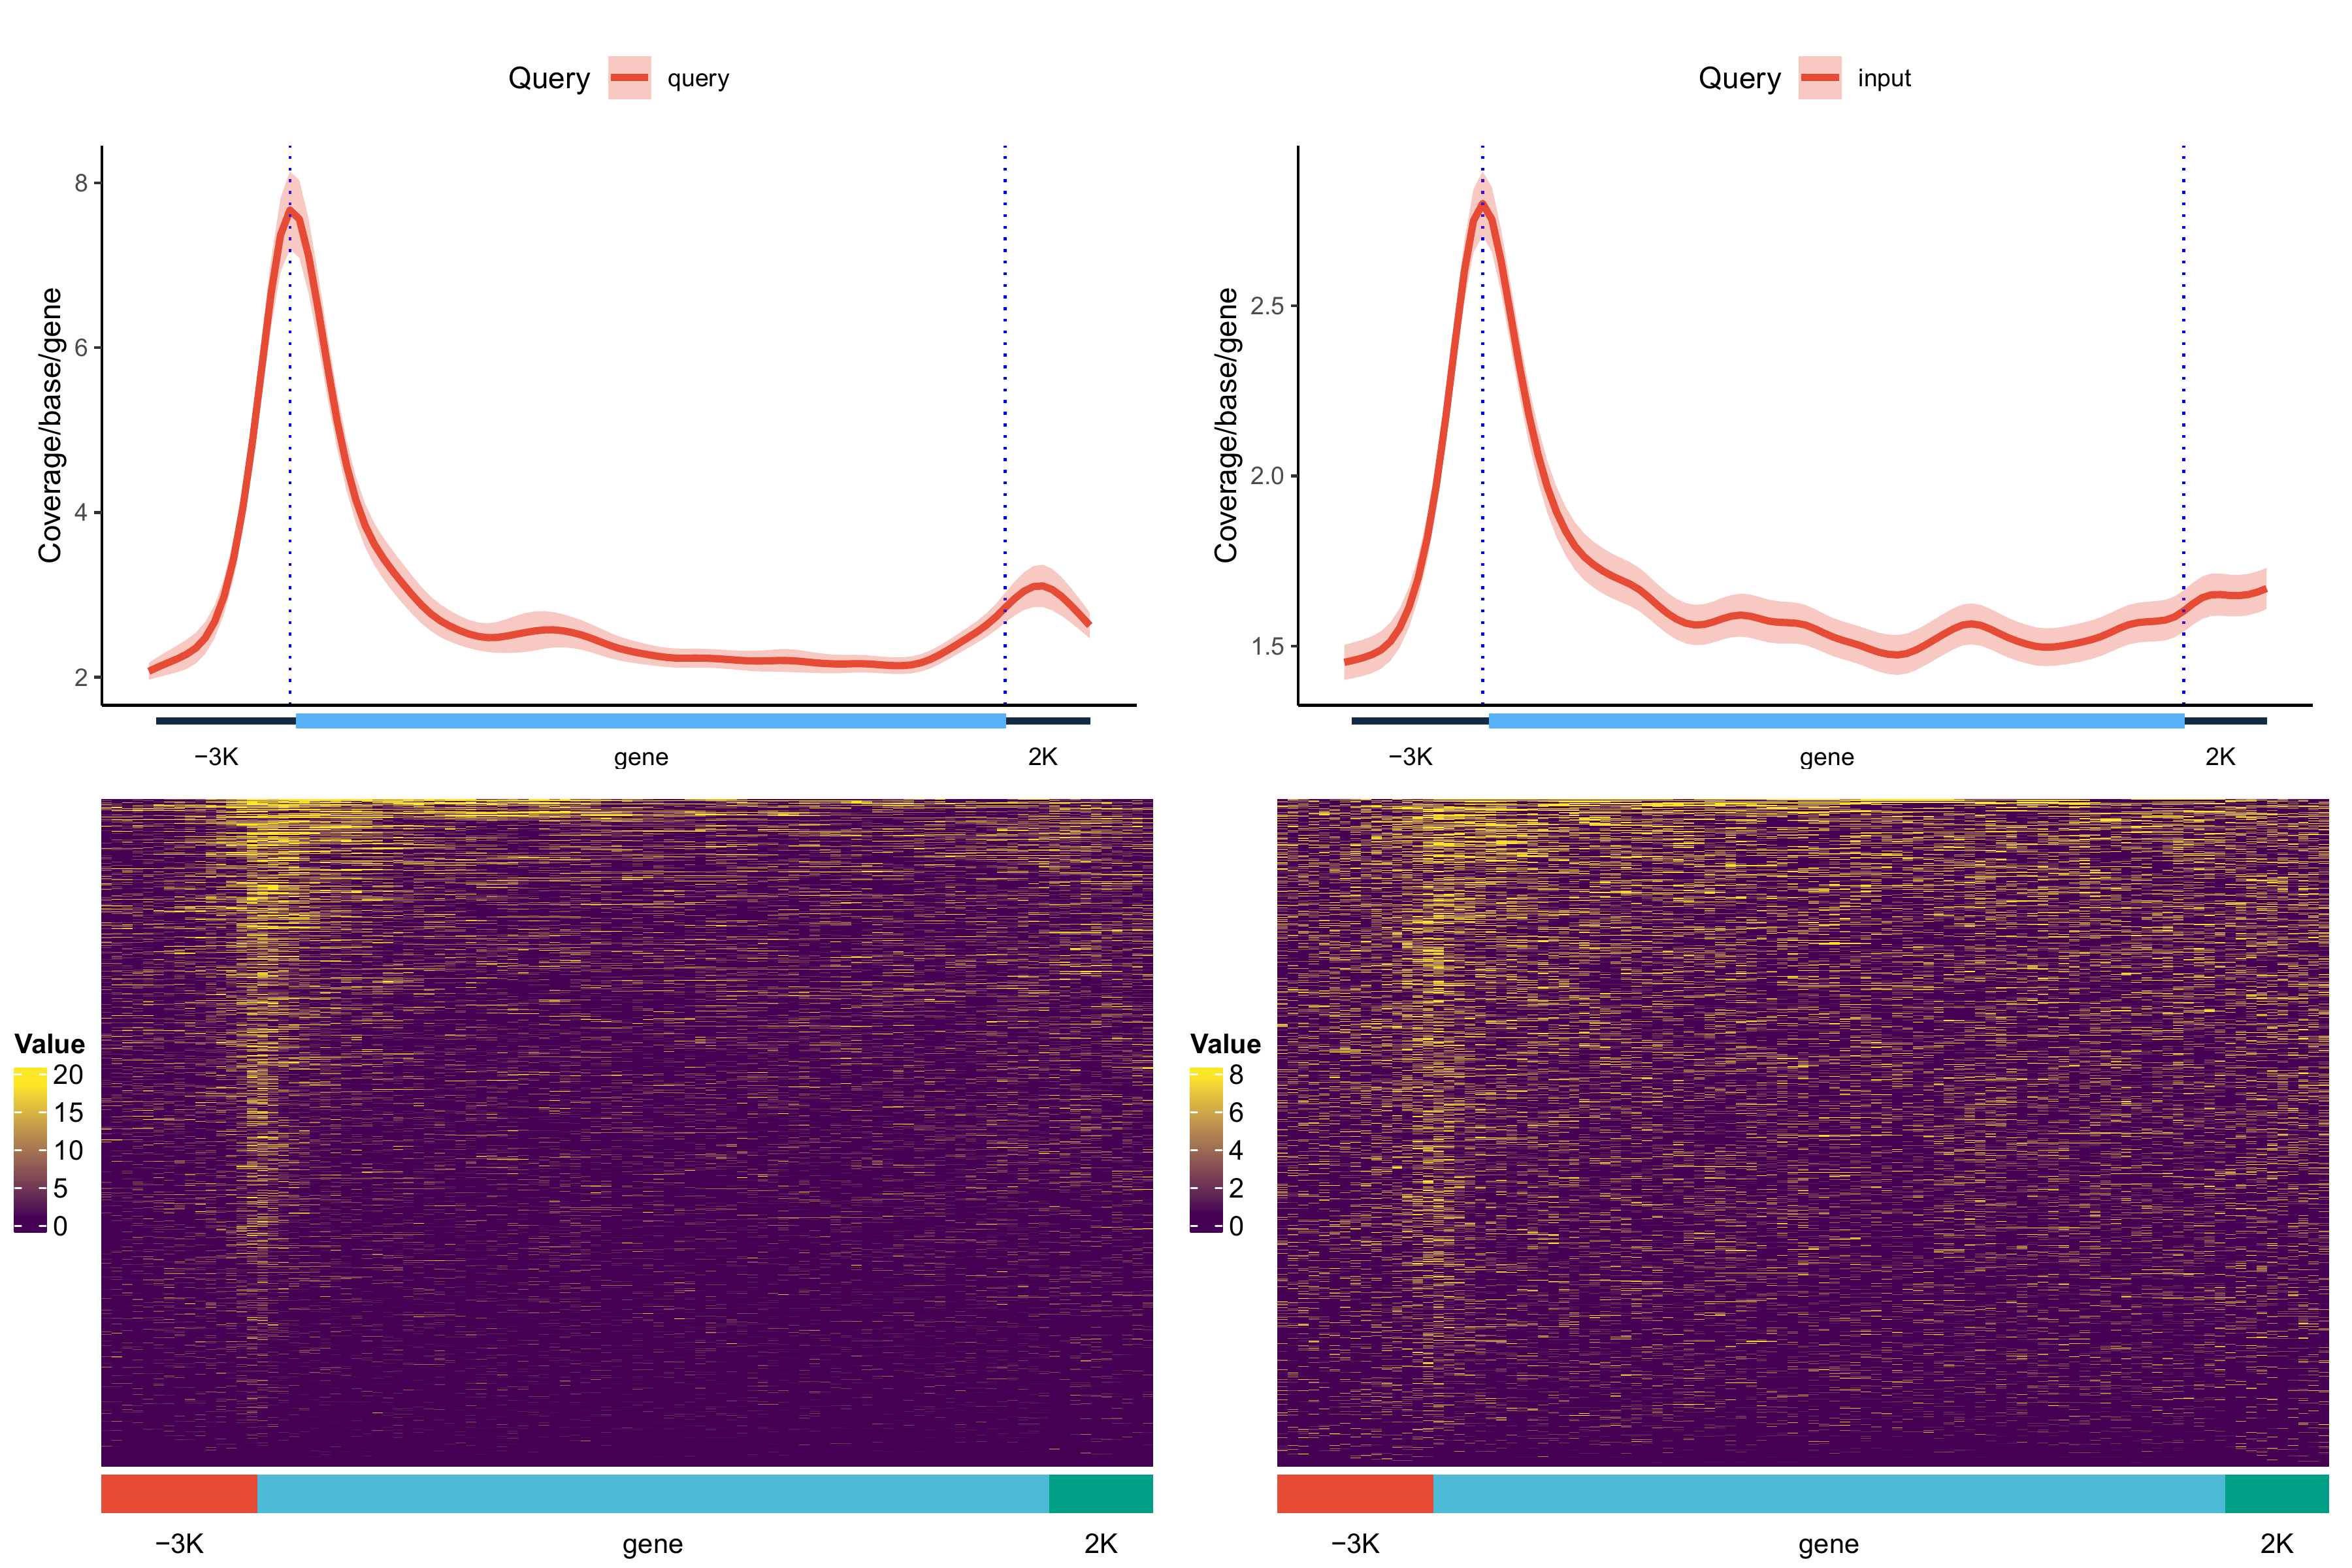 Query query
Query input
Coverage/base/gene
8
6
4
2
−3K gene 2K
Coverage/base/gene
2.5
2.0
1.5
−3K gene 2K
Value
20
15
10
5
0
−3K gene 2K
Value
8
6
4
2
0
−3K gene 2K